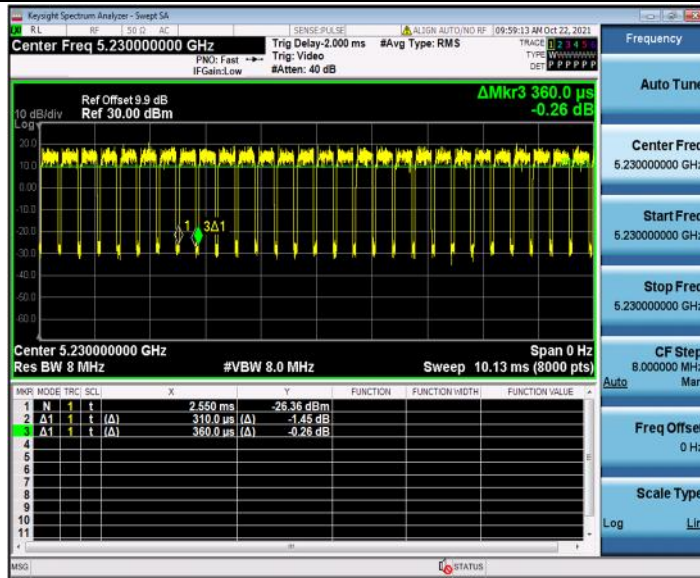 Keysight Spectrum Analyzer - Swept SA
RL RF 50 Ω AC SENSE:PULSE ALIGN AUTO/NO RF 09:59:13 AM Oct 22, 2021
Center Freq 5.230000000 GHz Trig Delay-2.000 ms #Avg Type: RMS TRACE 1 2 3 4 5 6
PNO: Fast Trig: Video TYPE WWWWWW
IFGain:Low #Atten: 40 dB DET P P P P P P
ΔMkr3 360.0 µs
-0.26 dB
Ref Offset 9.9 dB
10 dB/div Ref 30.00 dBm
Log
20.0
10.0
0.00
-10.0
-20.0
-30.0
-40.0
-50.0
-60.0
1 3Δ1
Center 5.230000000 GHz Span 0 Hz
Res BW 8 MHz #VBW 8.0 MHz Sweep 10.13 ms (8000 pts)
MKR MODE TRC SCL X Y FUNCTION FUNCTION WIDTH FUNCTION VALUE
1 N 1 t 2.550 ms -26.36 dBm
2 Δ1 1 t (Δ) 310.0 µs (Δ) -1.45 dB
3 Δ1 1 t (Δ) 360.0 µs (Δ) -0.26 dB
4
5
6
7
8
9
10
11
MSG STATUS
Frequency
Auto Tune
Center Freq
5.230000000 GHz
Start Freq
5.230000000 GHz
Stop Freq
5.230000000 GHz
CF Step
8.000000 MHz
Auto Man
Freq Offset
0 Hz
Scale Type
Log Lin